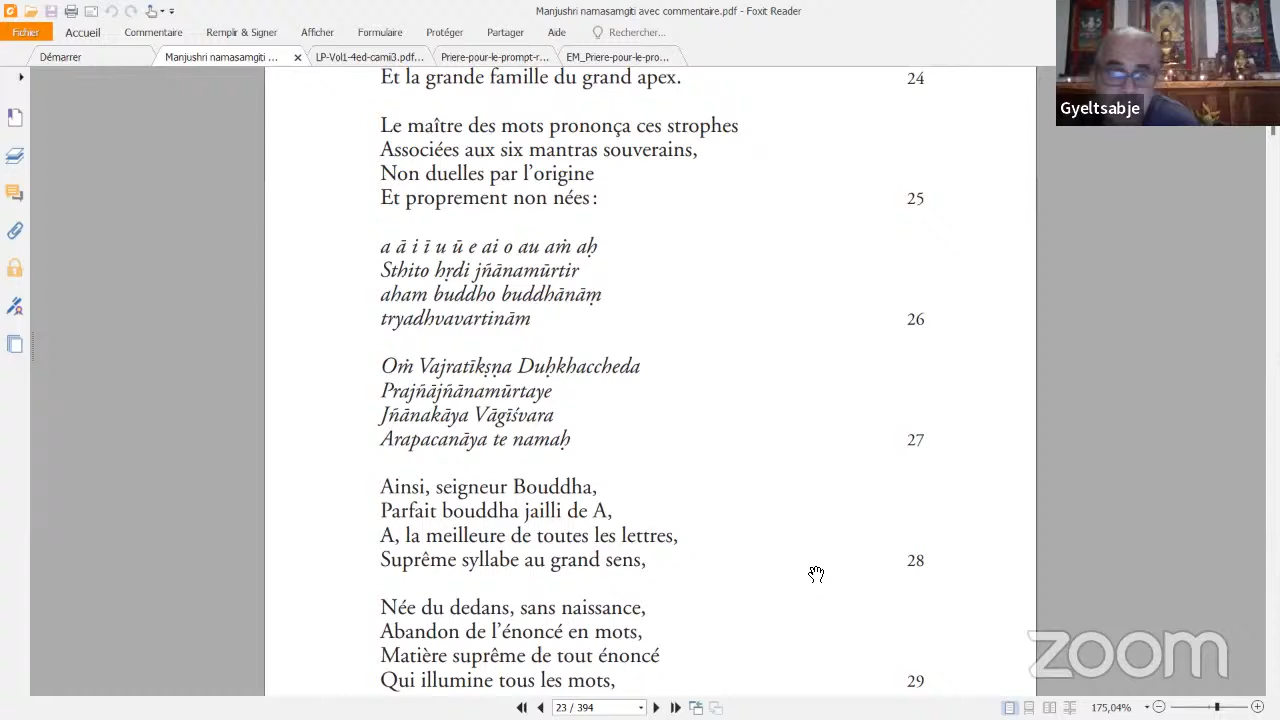 Manjushri namasamgiti avec commentaire.pdf - Foxit Reader
Fichier Accueil Commentaire Remplir & Signer Afficher Formulaire Protéger Partager Aide Rechercher...
Démarrer Manjushri namasamgiti ... LP-Vol1-4ed-cami3.pdf... Priere-pour-le-prompt-r... EM_Priere-pour-le-pro...
Gyeltsabje
Et la grande famille du grand apex. 24
Le maître des mots prononça ces strophes
Associées aux six mantras souverains,
Non duelles par l’origine
Et proprement non nées : 25
a ā i ī u ū e ai o au aṁ aḥ
Sthito hṛdi jñānamūrtir
aham buddho buddhānāṃ
tryadhvavartinām 26
Oṁ Vajratīkṣṇa Duḥkhaccheda
Prajñājñānamūrtaye
Jñānakāya Vāgīśvara
Arapacanāya te namaḥ 27
Ainsi, seigneur Bouddha,
Parfait bouddha jailli de A,
A, la meilleure de toutes les lettres,
Suprême syllabe au grand sens, 28
Née du dedans, sans naissance,
Abandon de l’énoncé en mots,
Matière suprême de tout énoncé
Qui illumine tous les mots, 29
zoom
23 / 394 175,04%